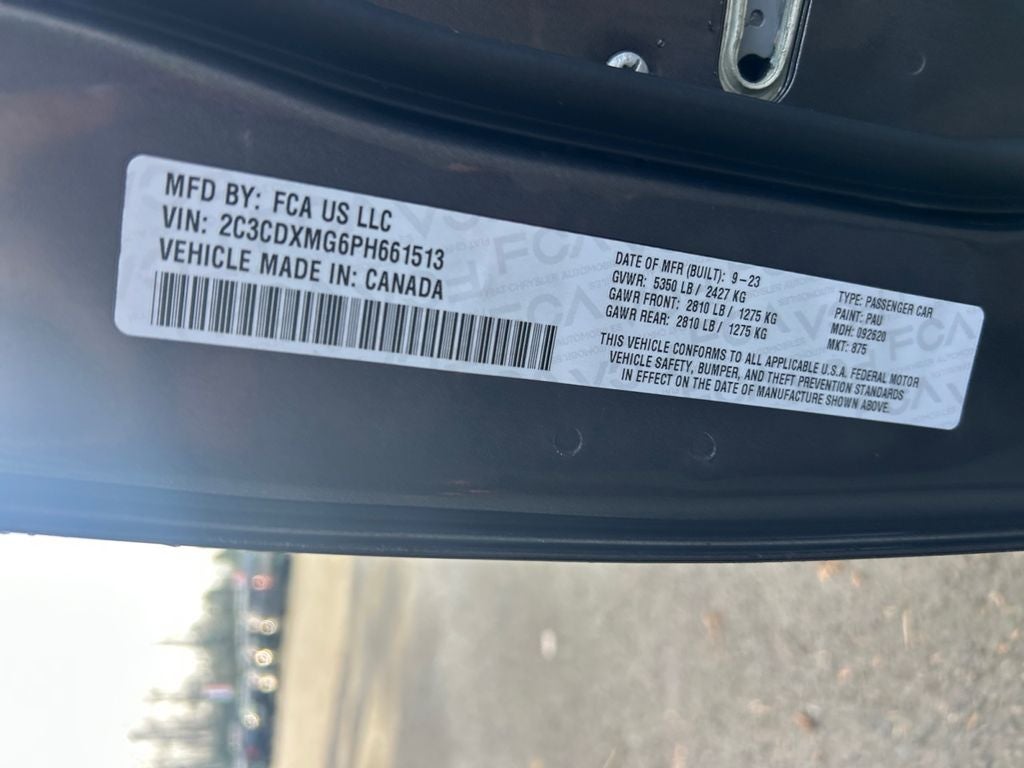 MFD BY: FCA US LLC
VIN: 2C3CDXMG6PH661513
VEHICLE MADE IN: CANADA
DATE OF MFR (BUILT): 9-23
GVWR: 5350 LB / 2427 KG
GAWR FRONT: 2810 LB / 1275 KG
GAWR REAR: 2810 LB / 1275 KG
TYPE: PASSENGER CAR
PAINT: PAU
MDH: 092620
MKT: 875
THIS VEHICLE CONFORMS TO ALL APPLICABLE U.S.A. FEDERAL MOTOR
VEHICLE SAFETY, BUMPER, AND THEFT PREVENTION STANDARDS
IN EFFECT ON THE DATE OF MANUFACTURE SHOWN ABOVE.